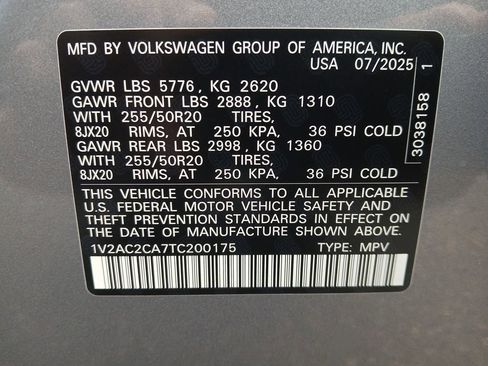 MFD BY VOLKSWAGEN GROUP OF AMERICA, INC.
USA 07/2025
GVWR LBS 5776, KG 2620
GAWR FRONT LBS 2888, KG 1310
WITH 255/50R20 TIRES,
8JX20 RIMS, AT 250 KPA, 36 PSI COLD
GAWR REAR LBS 2998, KG 1360
WITH 255/50R20 TIRES,
8JX20 RIMS, AT 250 KPA, 36 PSI COLD
THIS VEHICLE CONFORMS TO ALL APPLICABLE
U.S. FEDERAL MOTOR VEHICLE SAFETY AND
THEFT PREVENTION STANDARDS IN EFFECT ON
THE DATE OF MANUFACTURE SHOWN ABOVE.
1V2AC2CA7TC200175 TYPE: MPV
3038158 1